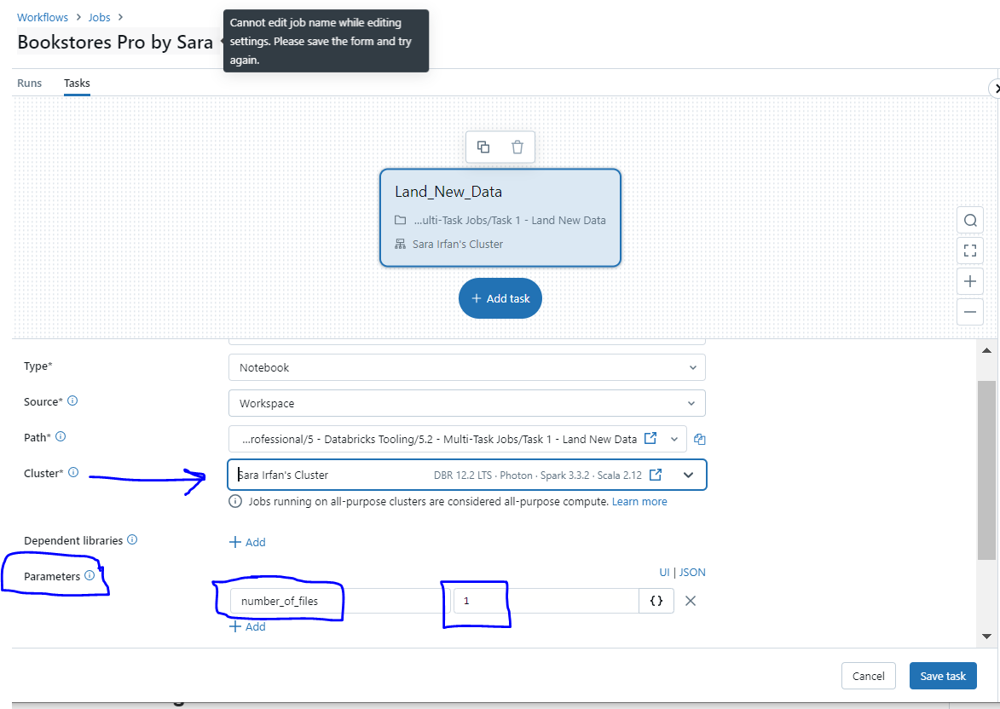 Workflows > Jobs >
Bookstores Pro by Sara
Cannot edit job name while editing
settings. Please save the form and try
again.
Runs Tasks
Land_New_Data
...ulti-Task Jobs/Task 1 - Land New Data
Sara Irfan's Cluster
+ Add task
Type* Notebook
Source* Workspace
Path* ...rofessional/5 - Databricks Tooling/5.2 - Multi-Task Jobs/Task 1 - Land New Data
Cluster* Sara Irfan's Cluster DBR 12.2 LTS · Photon · Spark 3.3.2 · Scala 2.12
Jobs running on all-purpose clusters are considered all-purpose compute. Learn more
Dependent libraries + Add
Parameters UI | JSON
number_of_files 1 {}
+ Add
Cancel Save task